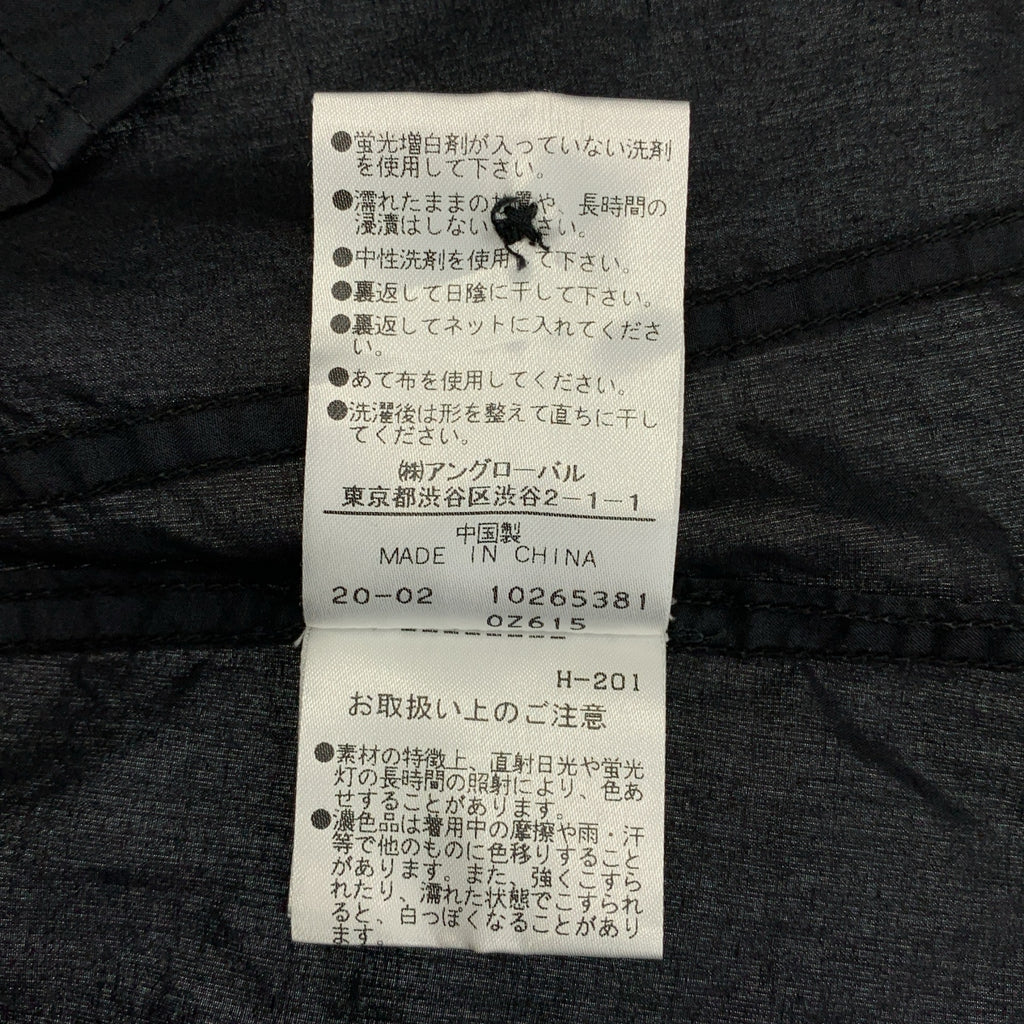 ●蛍光増白剤が入っていない洗剤
を使用して下さい。
●濡れたままの放置や、長時間の
浸漬はしない さい。
●中性洗剤を使用 て下さい。
●裏返して日陰に干して下さい。
●裏返してネットに入れてくださ
い。
●あて布を使用してください。
●洗濯後は形を整えて直ちに干し
てください。
㈱アングローバル
東京都渋谷区渋谷2-1-1
中国製
MADE IN CHINA
20-02 10265381
0Z615
H-201
お取扱い上のご注意
●素材の特徴上、直射日光や蛍光
灯の長時間の照射により、色あ
せすることがあります。
●濃色品は着用中の摩擦や雨・汗
等で他のものに色移りすること
があります。また、強くこすら
れたり、濡れた状態でこすられ
ると、白っぽくなることがあり
ます。